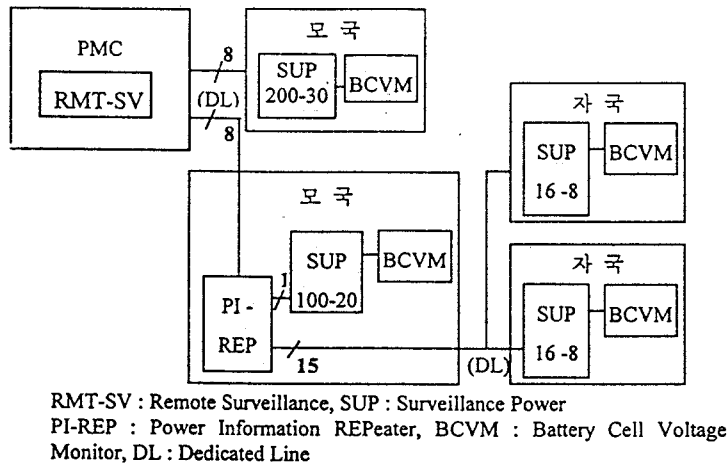 PMC
RMT-SV
8
(DL)
8
모 국
SUP
200-30
BCVM
모 국
PI -
REP
1
SUP
100-20
BCVM
15
(DL)
자 국
SUP
16 -8
BCVM
자 국
SUP
16 -8
BCVM
RMT-SV : Remote Surveillance, SUP : Surveillance Power
PI-REP : Power Information REPeater, BCVM : Battery Cell Voltage
Monitor, DL : Dedicated Line